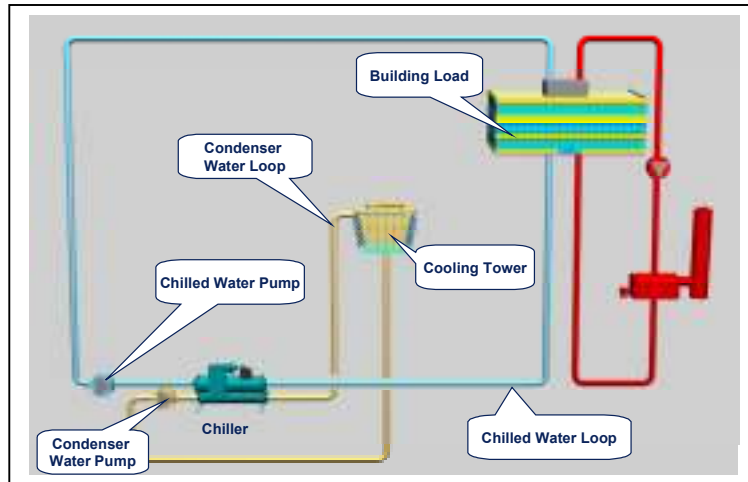 Building Load
Condenser
Water Loop
Cooling Tower
Chilled Water Pump
Chiller
Condenser
Water Pump
Chilled Water Loop